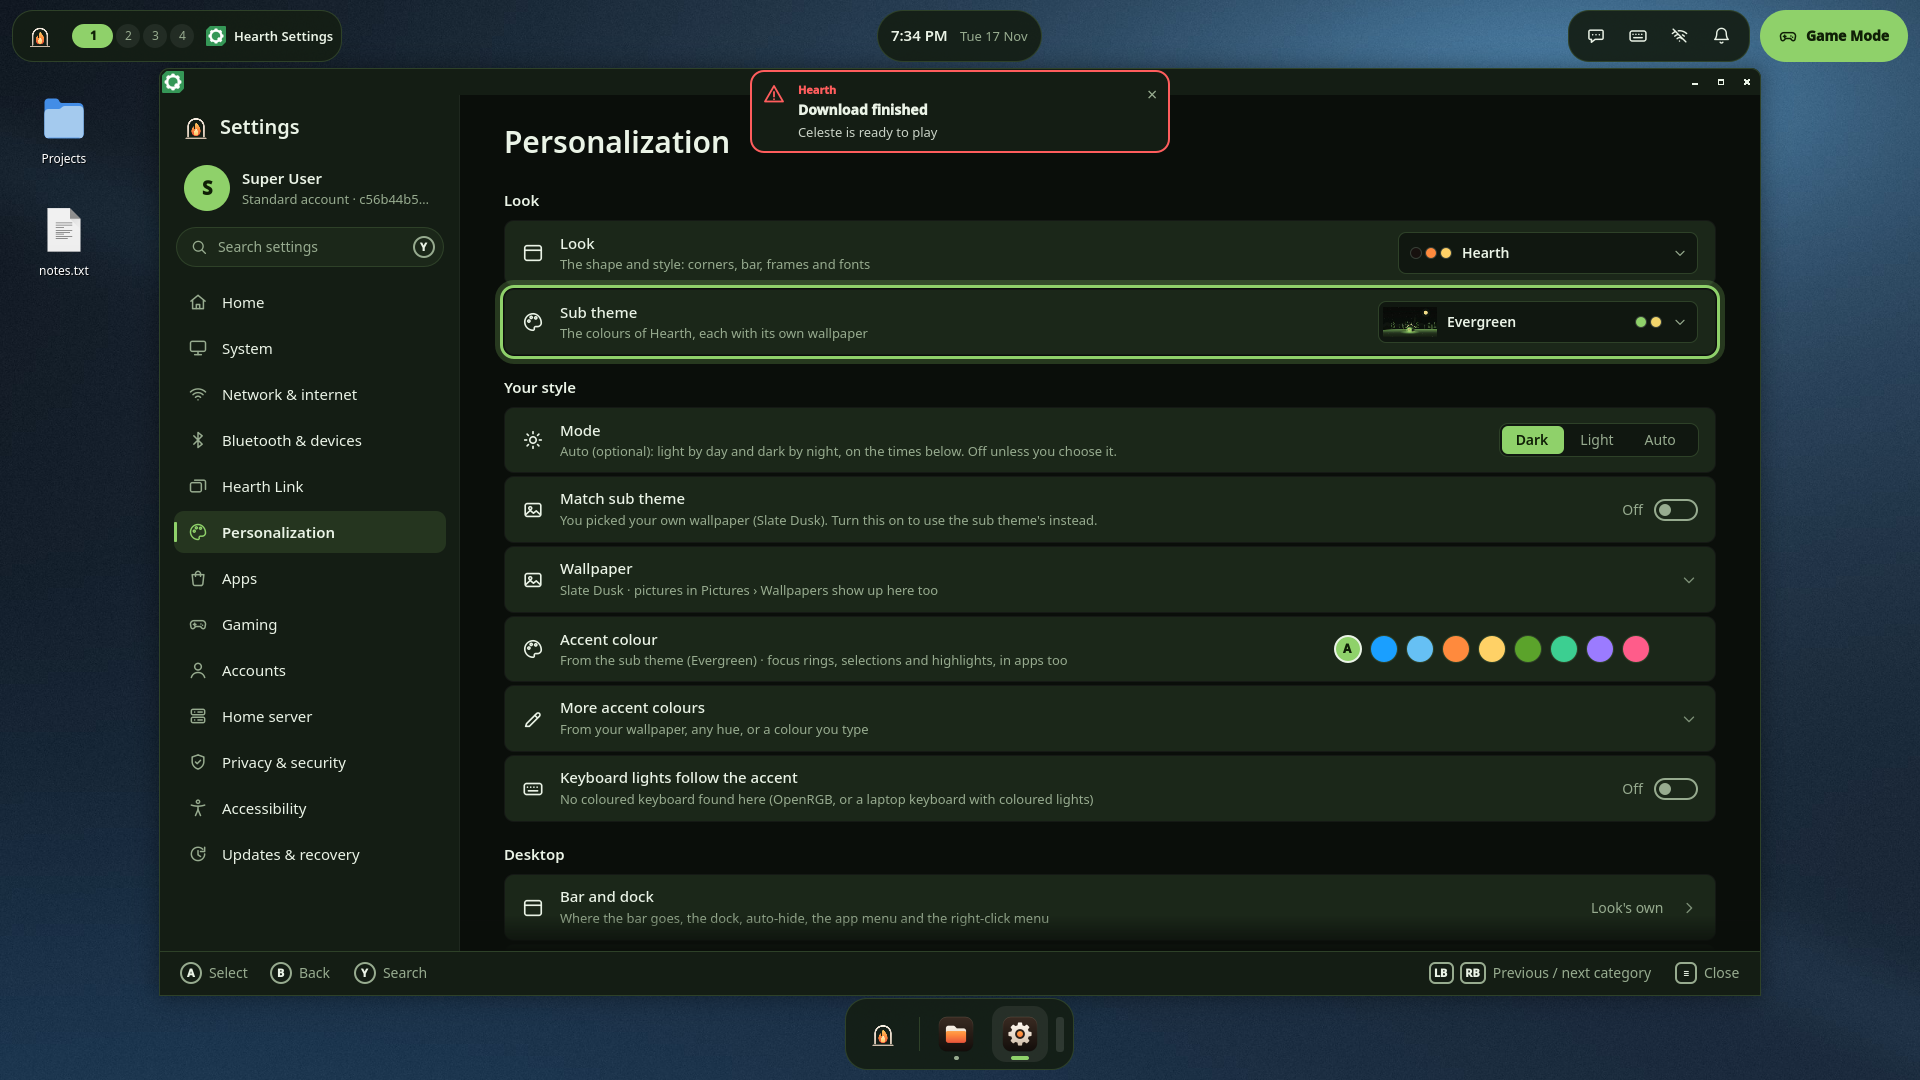 1
2
3
4
Hearth Settings
7:34 PM
Tue 17 Nov
Game Mode
Projects
notes.txt
Hearth
Download finished
Celeste is ready to play
Settings
S
Super User
Standard account · c56b44b5...
Search settings
Y
Home
System
Network & internet
Bluetooth & devices
Hearth Link
Personalization
Apps
Gaming
Accounts
Home server
Privacy & security
Accessibility
Updates & recovery
Personalization
Look
Look
The shape and style: corners, bar, frames and fonts
Hearth
Sub theme
The colours of Hearth, each with its own wallpaper
Evergreen
Your style
Mode
Auto (optional): light by day and dark by night, on the times below. Off unless you choose it.
Dark
Light
Auto
Match sub theme
You picked your own wallpaper (Slate Dusk). Turn this on to use the sub theme's instead.
Off
Wallpaper
Slate Dusk · pictures in Pictures › Wallpapers show up here too
Accent colour
From the sub theme (Evergreen) · focus rings, selections and highlights, in apps too
A
More accent colours
From your wallpaper, any hue, or a colour you type
Keyboard lights follow the accent
No coloured keyboard found here (OpenRGB, or a laptop keyboard with coloured lights)
Off
Desktop
Bar and dock
Where the bar goes, the dock, auto-hide, the app menu and the right-click menu
Look's own
A Select
B Back
Y Search
LB RB Previous / next category
≡ Close